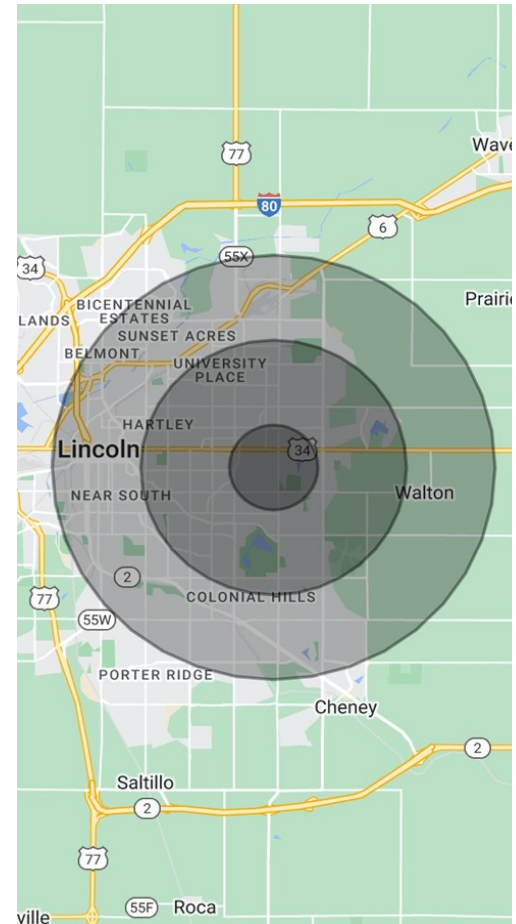 77
Wave
80
6
34
55X
Prairie
BICENTENNIAL
ESTATES
LANDS
SUNSET ACRES
BELMONT
UNIVERSITY
PLACE
HARTLEY
Lincoln
34
NEAR SOUTH
Walton
2
77
COLONIAL HILLS
55W
PORTER RIDGE
Cheney
2
Saltillo
2
77
55F
Roca
ville